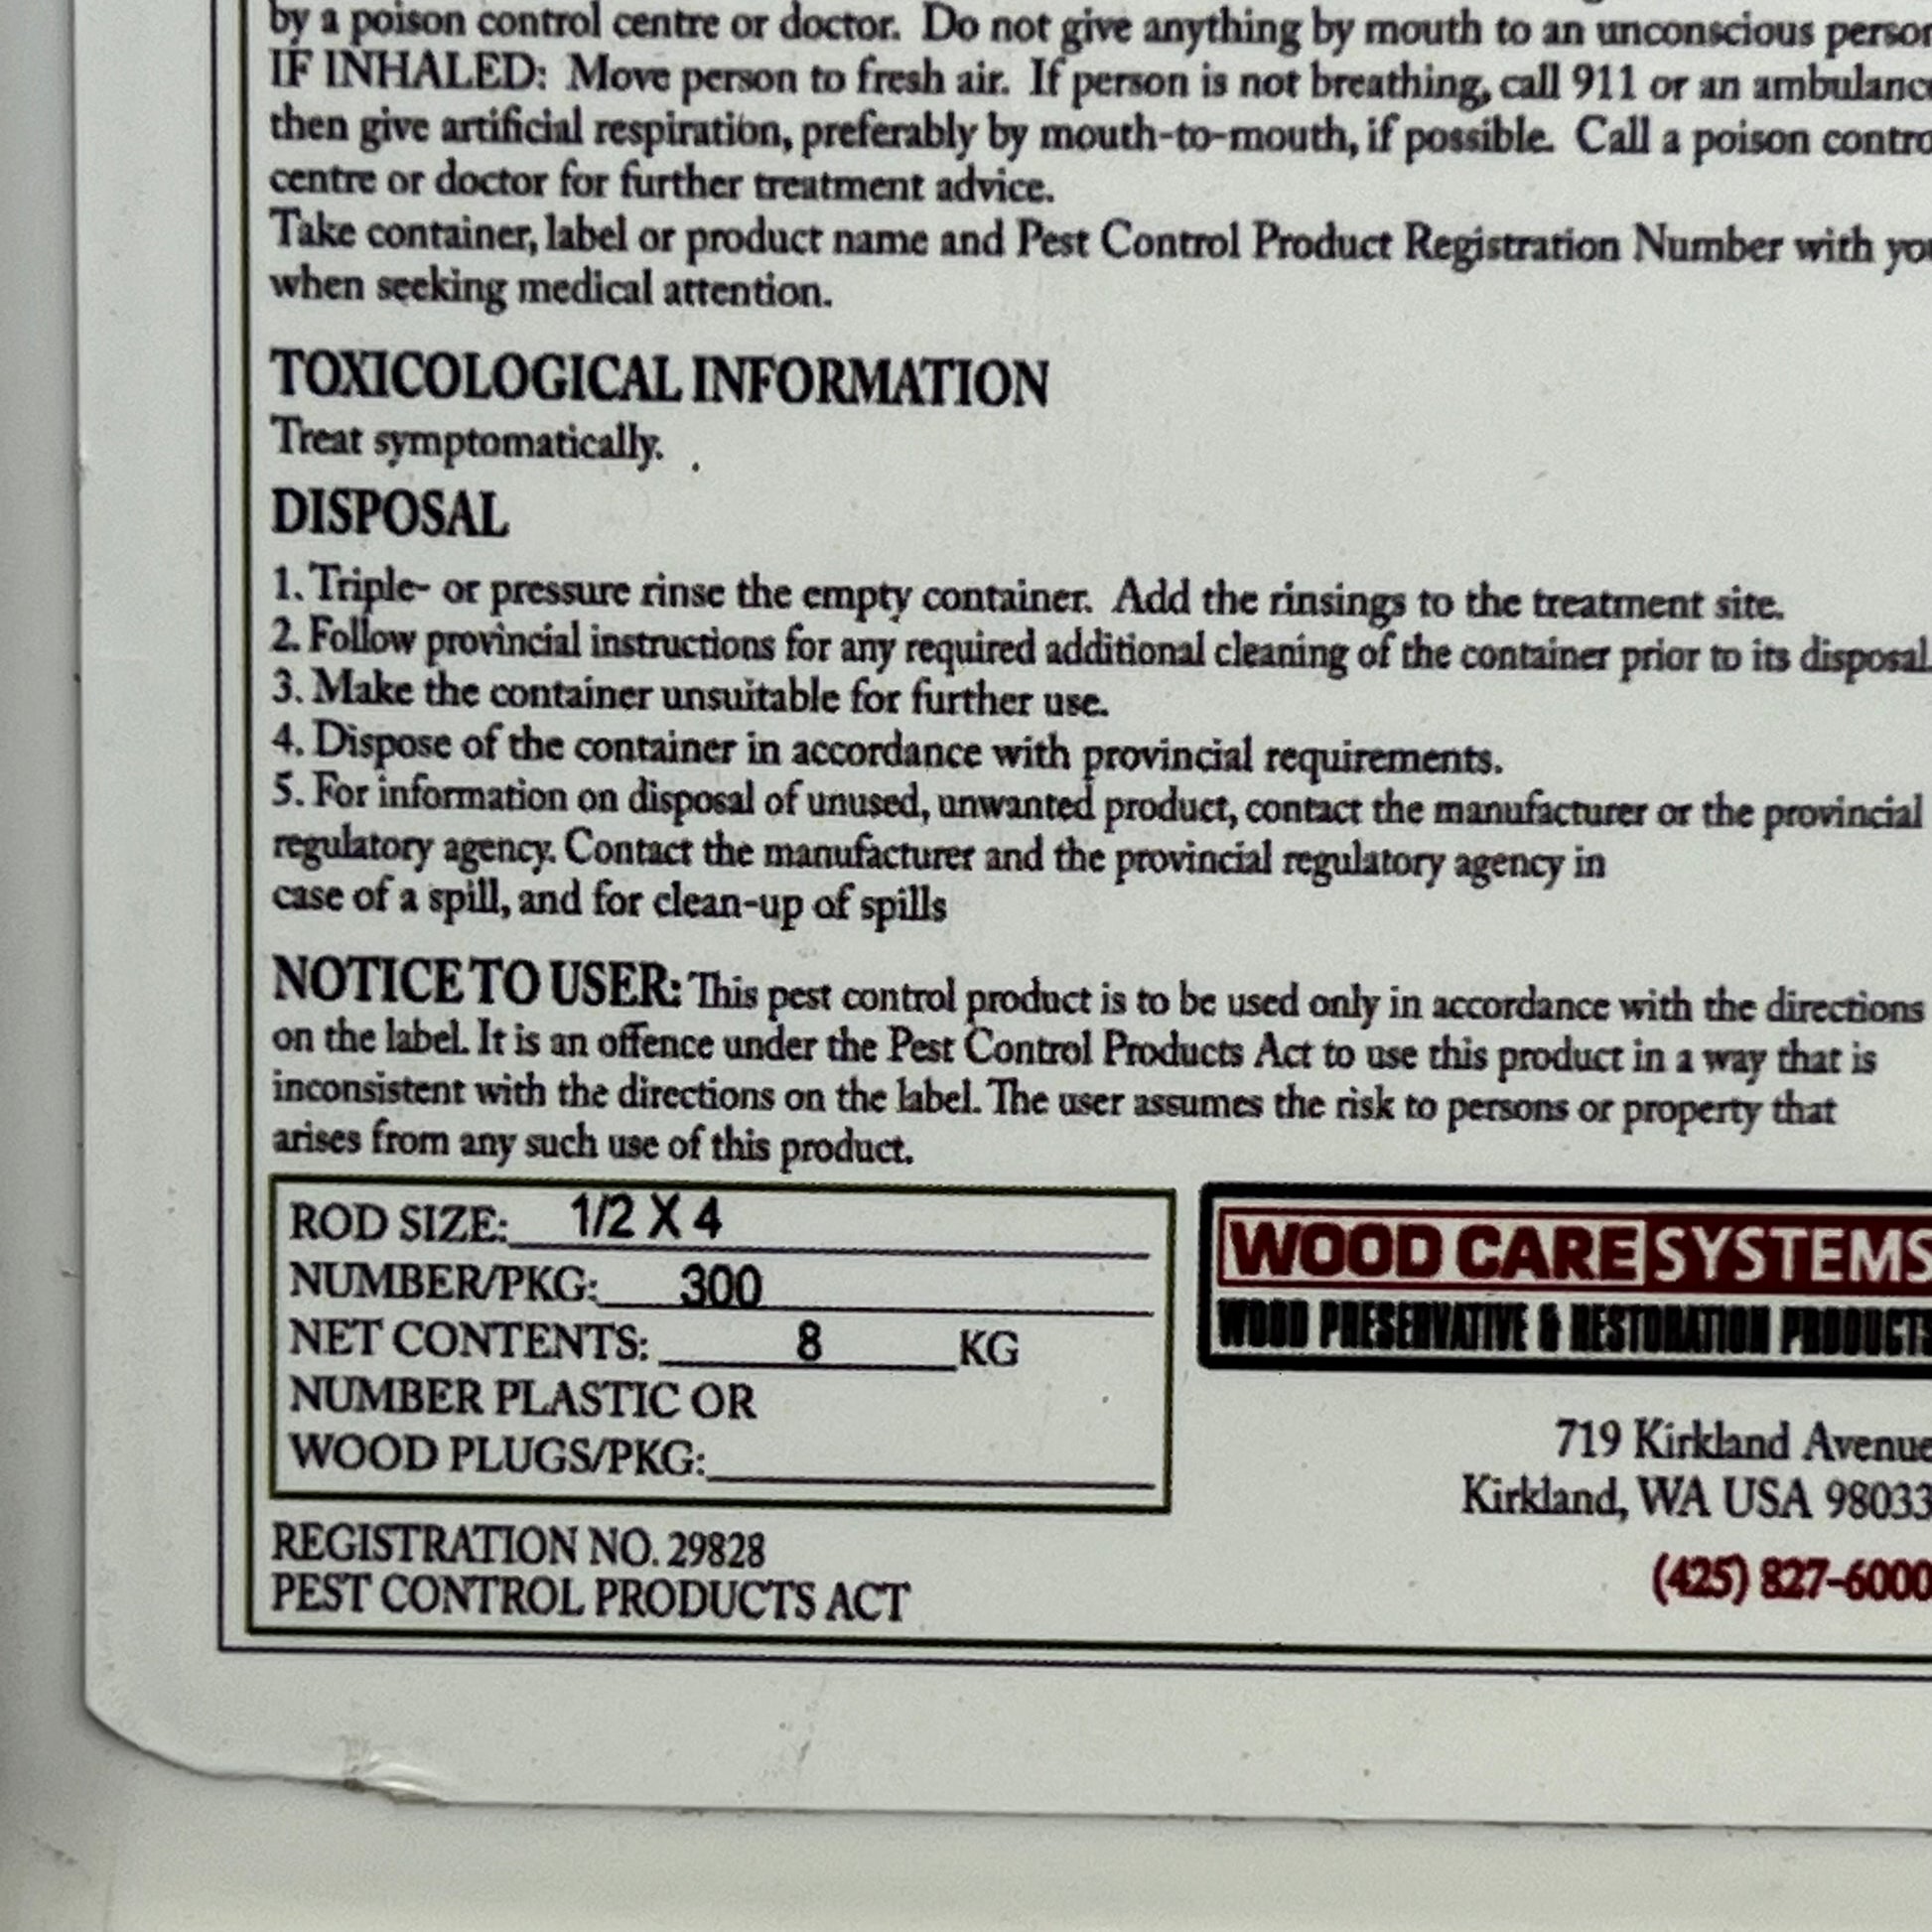 by a poison control centre or doctor. Do not give anything by mouth to an unconscious person
IF INHALED: Move person to fresh air. If person is not breathing, call 911 or an ambulance
then give artificial respiration, preferably by mouth-to-mouth, if possible. Call a poison contro
centre or doctor for further treatment advice.
Take container, label or product name and Pest Control Product Registration Number with you
when seeking medical attention.
TOXICOLOGICAL INFORMATION
Treat symptomatically.
DISPOSAL
1. Triple- or pressure rinse the empty container. Add the rinsings to the treatment site.
2. Follow provincial instructions for any required additional cleaning of the container prior to its disposal.
3. Make the container unsuitable for further use.
4. Dispose of the container in accordance with provincial requirements.
5. For information on disposal of unused, unwanted product, contact the manufacturer or the provincial
regulatory agency. Contact the manufacturer and the provincial regulatory agency in
case of a spill, and for clean-up of spills
NOTICE TO USER: This pest control product is to be used only in accordance with the directions
on the label. It is an offence under the Pest Control Products Act to use this product in a way that is
inconsistent with the directions on the label. The user assumes the risk to persons or property that
arises from any such use of this product.
ROD SIZE: 1/2 X 4
NUMBER/PKG: 300
NET CONTENTS: 8 KG
NUMBER PLASTIC OR
WOOD PLUGS/PKG:
REGISTRATION NO. 29828
PEST CONTROL PRODUCTS ACT
WOOD CARE SYSTEMS
WOOD PRESERVATIVE & RESTORATION PRODUCTS
719 Kirkland Avenue
Kirkland, WA USA 98033
(425) 827-6000